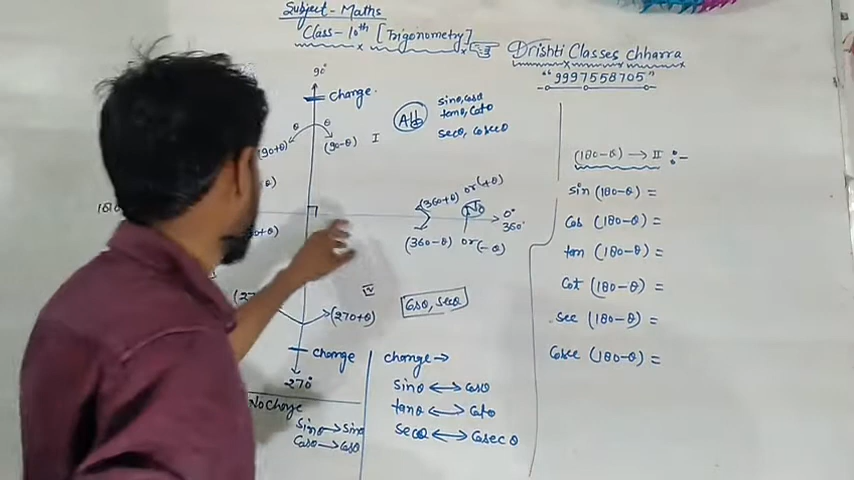 Subject - Maths
Class - 10th [Trigonometry]
Drishti Classes Chharra
"9997558705"
90°
Change.
θ θ
(90+θ)
(90-θ) I
All
sinθ, cosθ
tanθ, Cotθ
secθ, cosecθ
(360+θ) or (+θ)
No
0°
360°
(360-θ) or (-θ)
IV
Cosθ, Secθ
(270+θ)
Change
270°
No Change
Sinθ → Sinθ
Cosθ → Cosθ
Change →
Sinθ ↔ Cosθ
tanθ ↔ Cotθ
Secθ ↔ Cosecθ
(180-θ) → II :-
Sin (180-θ) =
Cos (180-θ) =
tan (180-θ) =
Cot (180-θ) =
Sec (180-θ) =
Cosec (180-θ) =